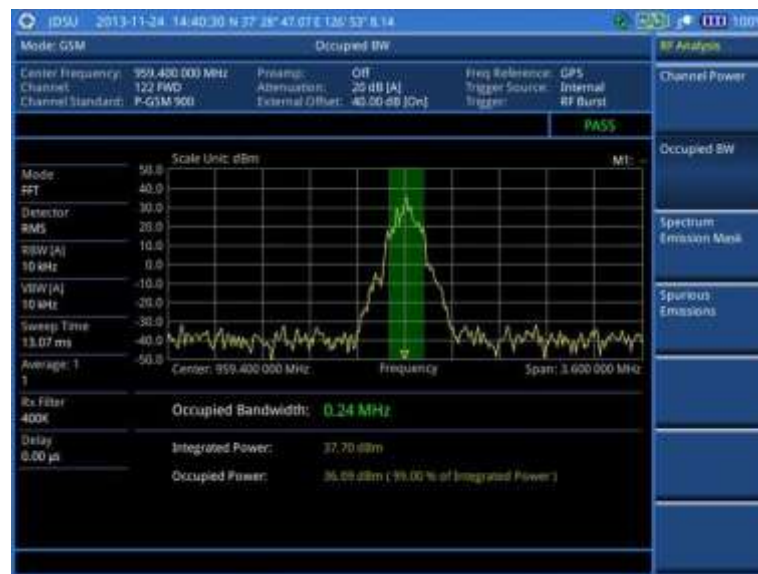 JDSU 2013-11-24 14:40:30 N 37° 28' 47.07 E 126° 53' 8.14 100%
Mode: GSM Occupied BW RF Analysis
Center Frequency: 959.400 000 MHz Preamp: Off Freq Reference: GPS
Channel: 122 FWD Attenuation: 20 dB [A] Trigger Source: Internal
Channel Standard: P-GSM 900 External Offset: 40.00 dB [On] Trigger: RF Burst
Channel Power
PASS
Occupied BW
Scale Unit: dBm M1: --
Mode
FFT
Detector
RMS
RBW [A]
10 kHz
VBW [A]
10 kHz
Sweep Time
13.07 ms
Average: 1
1
Rx Filter
400K
Delay
0.00 µs
50.0
40.0
30.0
20.0
10.0
0.0
-10.0
-20.0
-30.0
-40.0
-50.0
Center: 959.400 000 MHz Frequency Span: 3.600 000 MHz
Occupied Bandwidth: 0.24 MHz
Integrated Power: 37.70 dBm
Occupied Power: dBm ( 99.00 % of Integrated Power )
Spectrum
Emission Mask
Spurious
Emissions